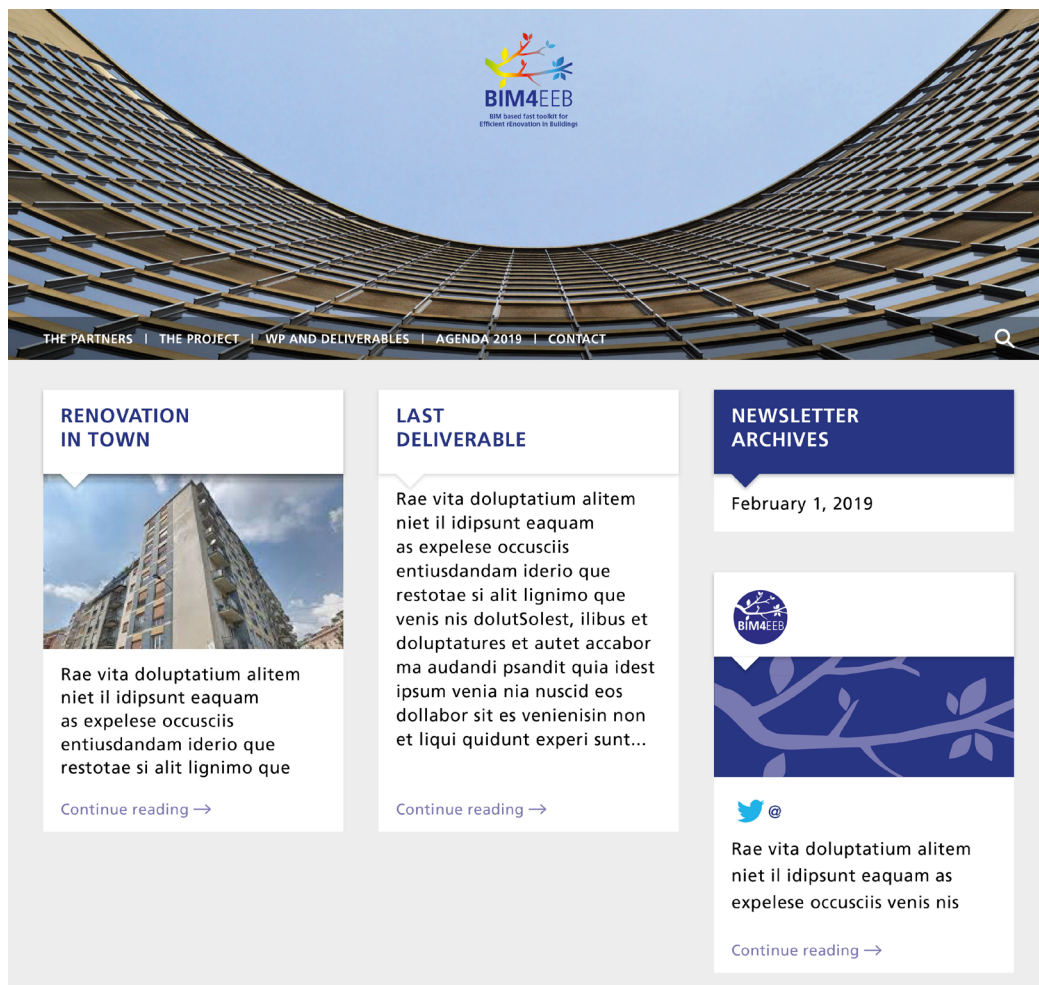 BIM4EEB
BIM based fast toolkit for
Efficient rEnovation in Buildings
THE PARTNERS | THE PROJECT | WP AND DELIVERABLES | AGENDA 2019 | CONTACT
RENOVATION
IN TOWN
Rae vita doluptatium alitem
niet il idipsunt eaquam
as expelese occusciis
entiusdandam iderio que
restotae si alit lignimo que
Continue reading →
LAST
DELIVERABLE
Rae vita doluptatium alitem
niet il idipsunt eaquam
as expelese occusciis
entiusdandam iderio que
restotae si alit lignimo que
venis nis dolutSolest, ilibus et
doluptatures et autet accabor
ma audandi psandit quia idest
ipsum venia nia nuscid eos
dollabor sit es venienisin non
et liqui quidunt experi sunt...
Continue reading →
NEWSLETTER
ARCHIVES
February 1, 2019
BIM4EEB
@
Rae vita doluptatium alitem
niet il idipsunt eaquam as
expelese occusciis venis nis
Continue reading →